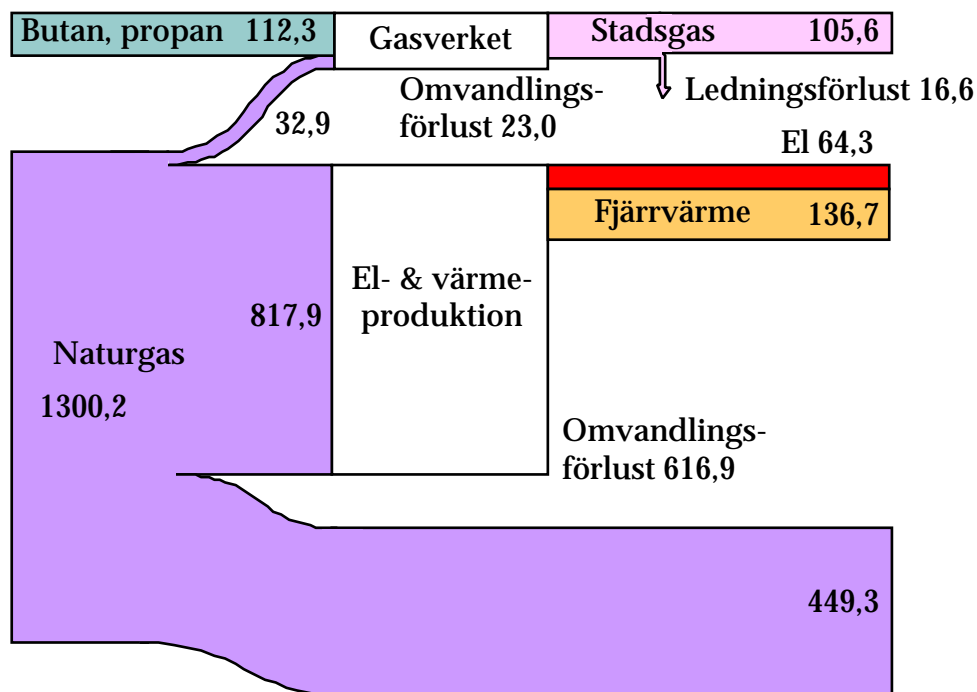 Butan, propan 112,3
Gasverket
Stadsgas 105,6
Omvandlings-
förlust 23,0
Ledningsförlust 16,6
32,9
El 64,3
Fjärrvärme 136,7
El- & värme-
produktion
817,9
Naturgas
1300,2
Omvandlings-
förlust 616,9
449,3